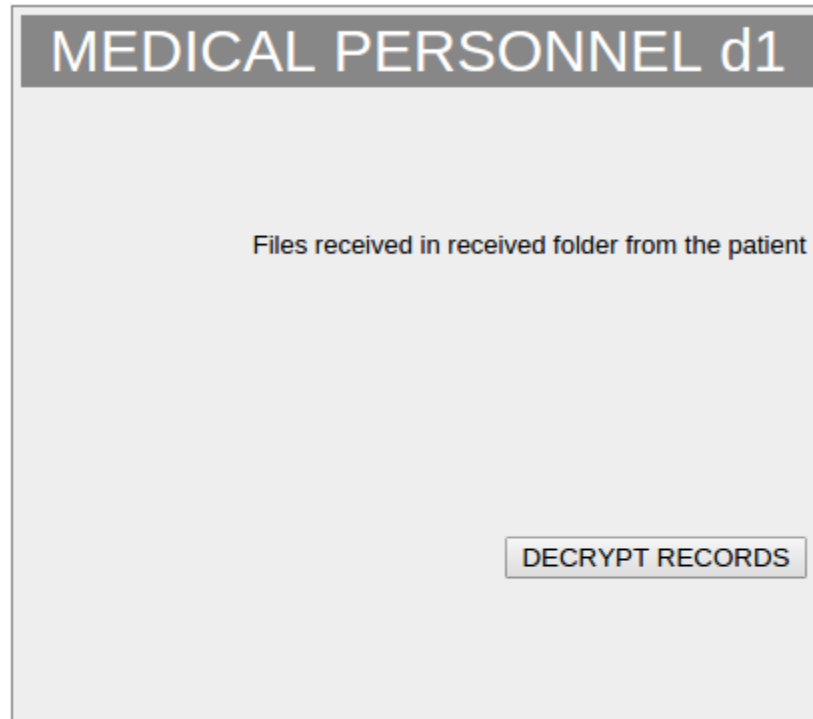 MEDICAL PERSONNEL d1
Files received in received folder from the patient
DECRYPT RECORDS